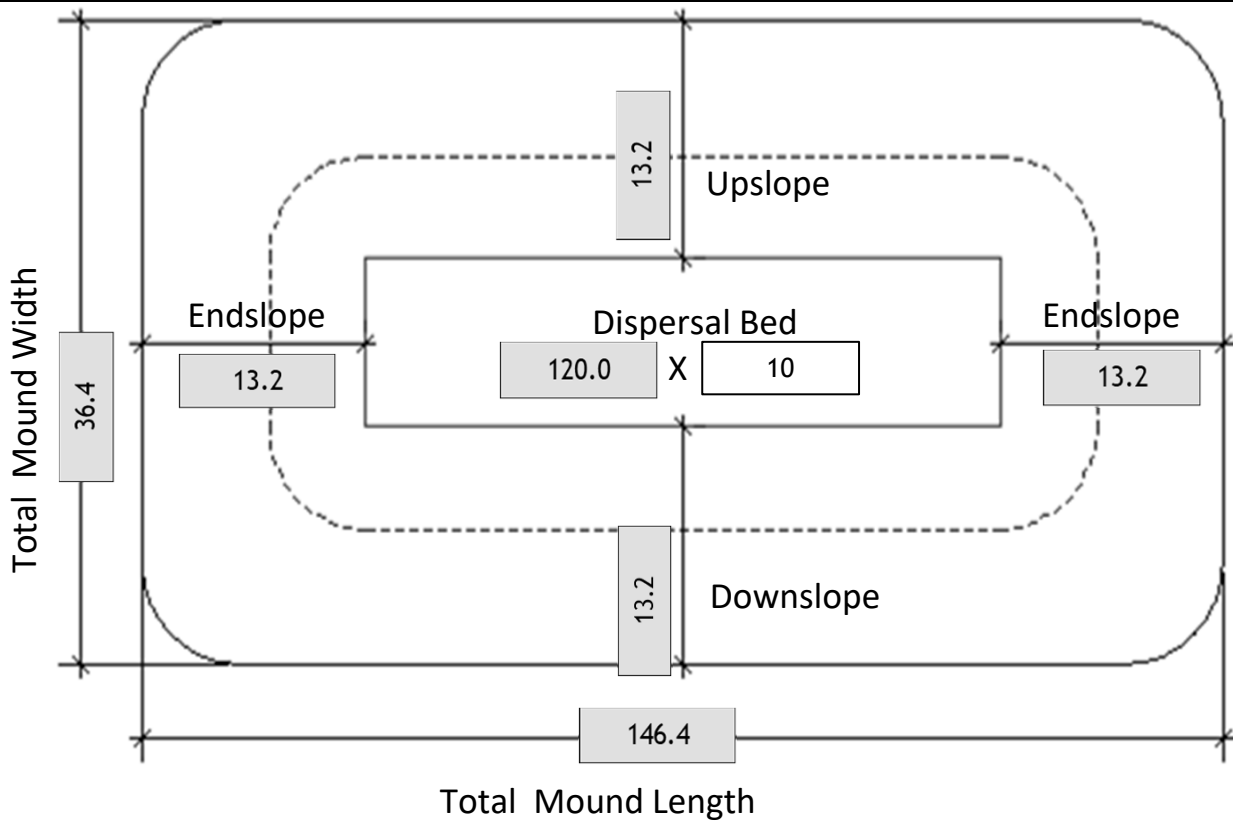 13.2
Upslope
Total Mound Width
36.4
Endslope
13.2
Dispersal Bed
120.0 X 10
Endslope
13.2
13.2
Downslope
146.4
Total Mound Length